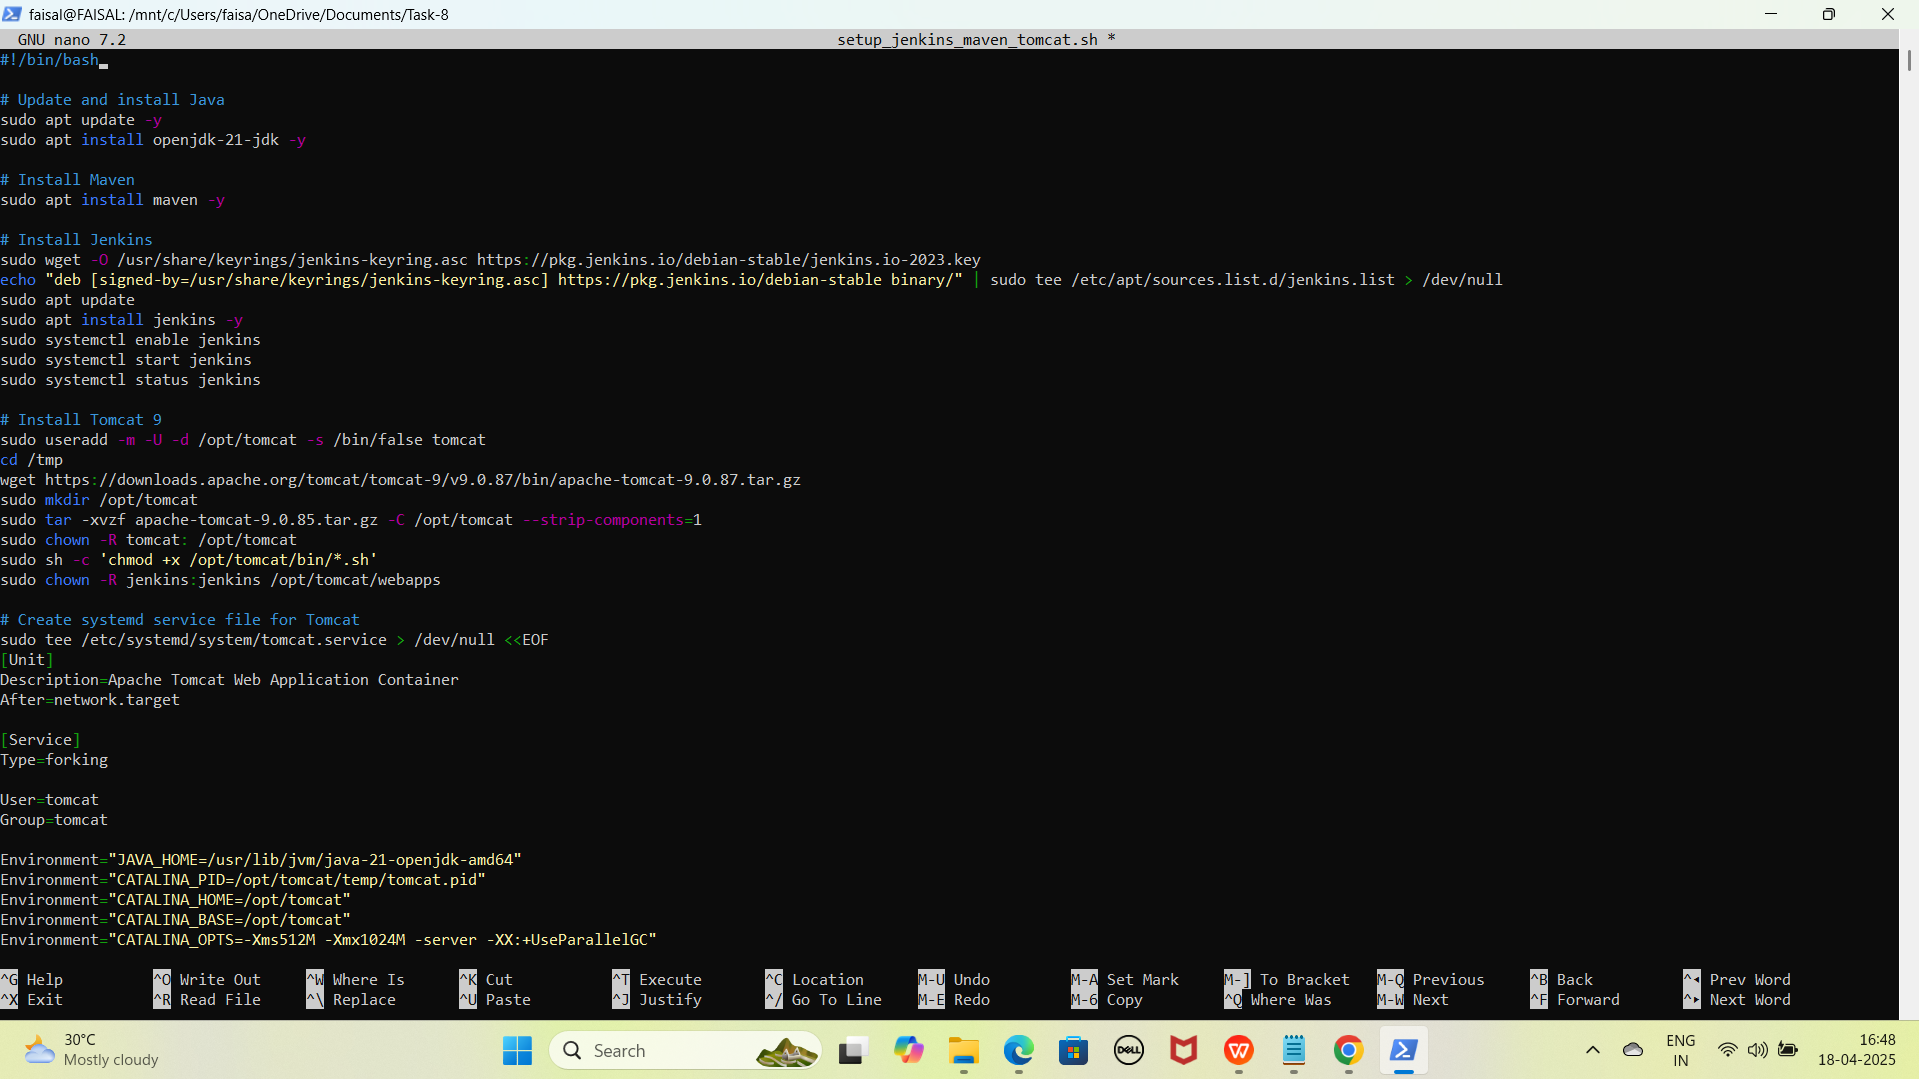 faisal@FAISAL: /mnt/c/Users/faisa/OneDrive/Documents/Task-8
GNU nano 7.2 setup_jenkins_maven_tomcat.sh *
#!/bin/bash
# Update and install Java
sudo apt update -y
sudo apt install openjdk-21-jdk -y
# Install Maven
sudo apt install maven -y
# Install Jenkins
sudo wget -O /usr/share/keyrings/jenkins-keyring.asc https://pkg.jenkins.io/debian-stable/jenkins.io-2023.key
echo "deb [signed-by=/usr/share/keyrings/jenkins-keyring.asc] https://pkg.jenkins.io/debian-stable binary/" | sudo tee /etc/apt/sources.list.d/jenkins.list > /dev/null
sudo apt update
sudo apt install jenkins -y
sudo systemctl enable jenkins
sudo systemctl start jenkins
sudo systemctl status jenkins
# Install Tomcat 9
sudo useradd -m -U -d /opt/tomcat -s /bin/false tomcat
cd /tmp
wget https://downloads.apache.org/tomcat/tomcat-9/v9.0.87/bin/apache-tomcat-9.0.87.tar.gz
sudo mkdir /opt/tomcat
sudo tar -xvzf apache-tomcat-9.0.85.tar.gz -C /opt/tomcat --strip-components=1
sudo chown -R tomcat: /opt/tomcat
sudo sh -c 'chmod +x /opt/tomcat/bin/*.sh'
sudo chown -R jenkins:jenkins /opt/tomcat/webapps
# Create systemd service file for Tomcat
sudo tee /etc/systemd/system/tomcat.service > /dev/null <<EOF
[Unit]
Description=Apache Tomcat Web Application Container
After=network.target
[Service]
Type=forking
User=tomcat
Group=tomcat
Environment="JAVA_HOME=/usr/lib/jvm/java-21-openjdk-amd64"
Environment="CATALINA_PID=/opt/tomcat/temp/tomcat.pid"
Environment="CATALINA_HOME=/opt/tomcat"
Environment="CATALINA_BASE=/opt/tomcat"
Environment="CATALINA_OPTS=-Xms512M -Xmx1024M -server -XX:+UseParallelGC"
^G Help ^O Write Out ^W Where Is ^K Cut ^T Execute ^C Location M-U Undo M-A Set Mark M-] To Bracket M-Q Previous ^B Back ^◂ Prev Word
^X Exit ^R Read File ^\ Replace ^U Paste ^J Justify ^/ Go To Line M-E Redo M-6 Copy ^Q Where Was M-W Next ^F Forward ^▸ Next Word
30°C
Mostly cloudy
Search
DELL
ENG
IN
16:48
18-04-2025